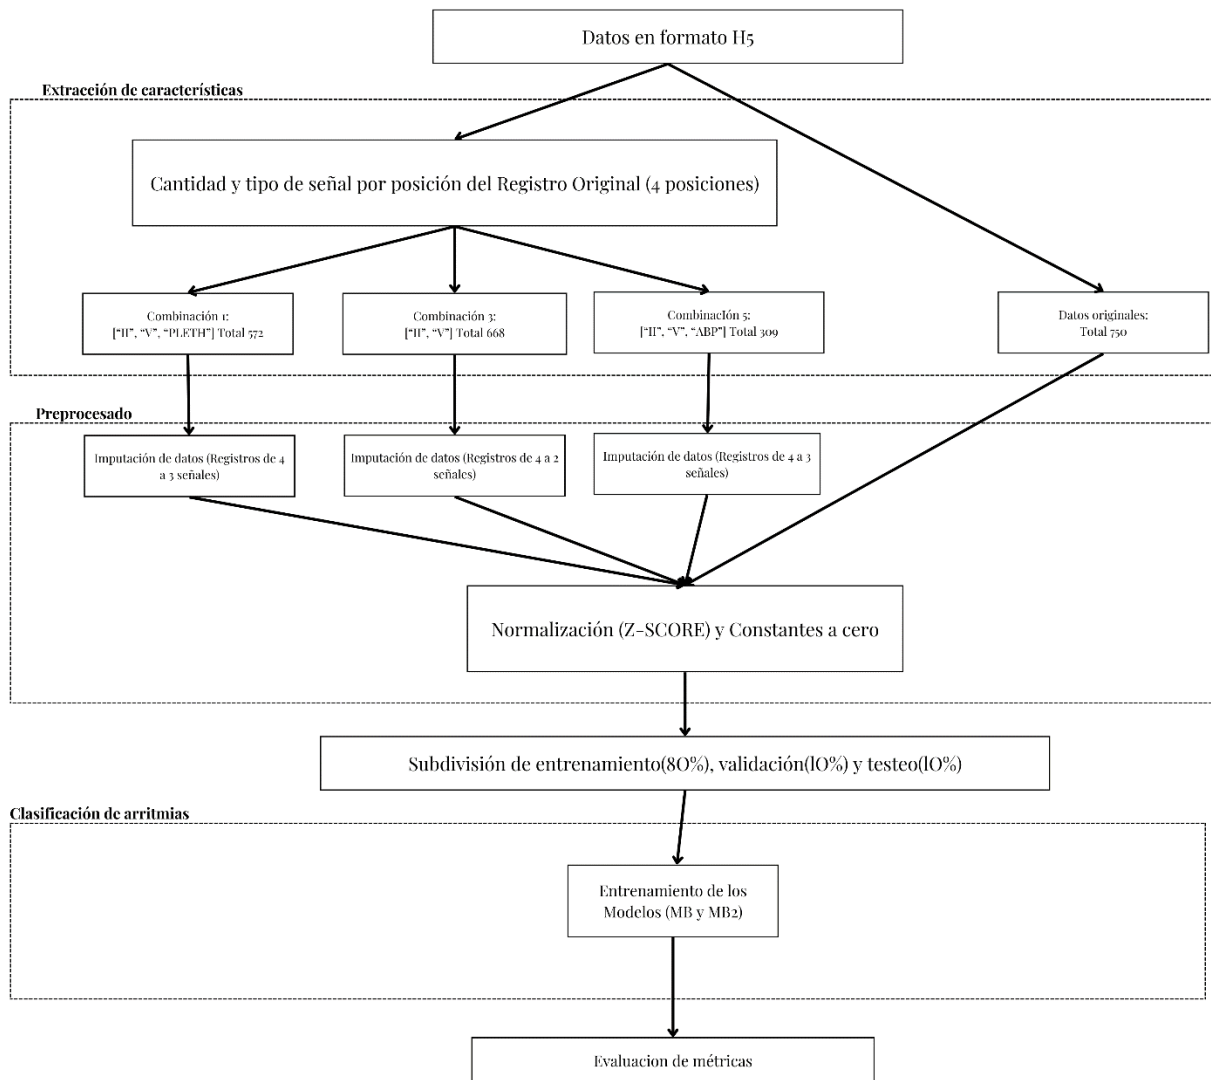 Datos en formato H5
Extracción de características
Cantidad y tipo de señal por posición del Registro Original (4 posiciones)
Combinación 1:
["II", "V", "PLETH"] Total 572
Combinación 3:
["II", "V"] Total 668
Combinación 5:
["II", "V", "ABP"] Total 309
Datos originales:
Total 750
Preprocesado
Imputación de datos (Registros de 4
a 3 señales)
Imputación de datos (Registros de 4 a 2
señales)
Imputación de datos (Registros de 4 a 3
señales)
Normalización (Z-SCORE) y Constantes a cero
Subdivisión de entrenamiento(80%), validación(10%) y testeo(10%)
Clasificación de arritmias
Entrenamiento de los
Modelos (MB y MB2)
Evaluacion de métricas